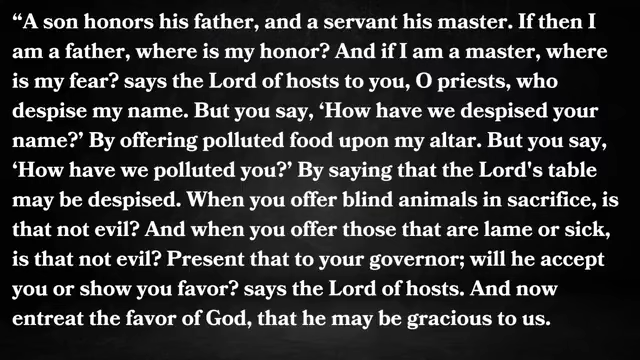 “A son honors his father, and a servant his master. If then I
am a father, where is my honor? And if I am a master, where
is my fear? says the Lord of hosts to you, O priests, who
despise my name. But you say, ‘How have we despised your
name?’ By offering polluted food upon my altar. But you say,
‘How have we polluted you?’ By saying that the Lord's table
may be despised. When you offer blind animals in sacrifice, is
that not evil? And when you offer those that are lame or sick,
is that not evil? Present that to your governor; will he accept
you or show you favor? says the Lord of hosts. And now
entreat the favor of God, that he may be gracious to us.